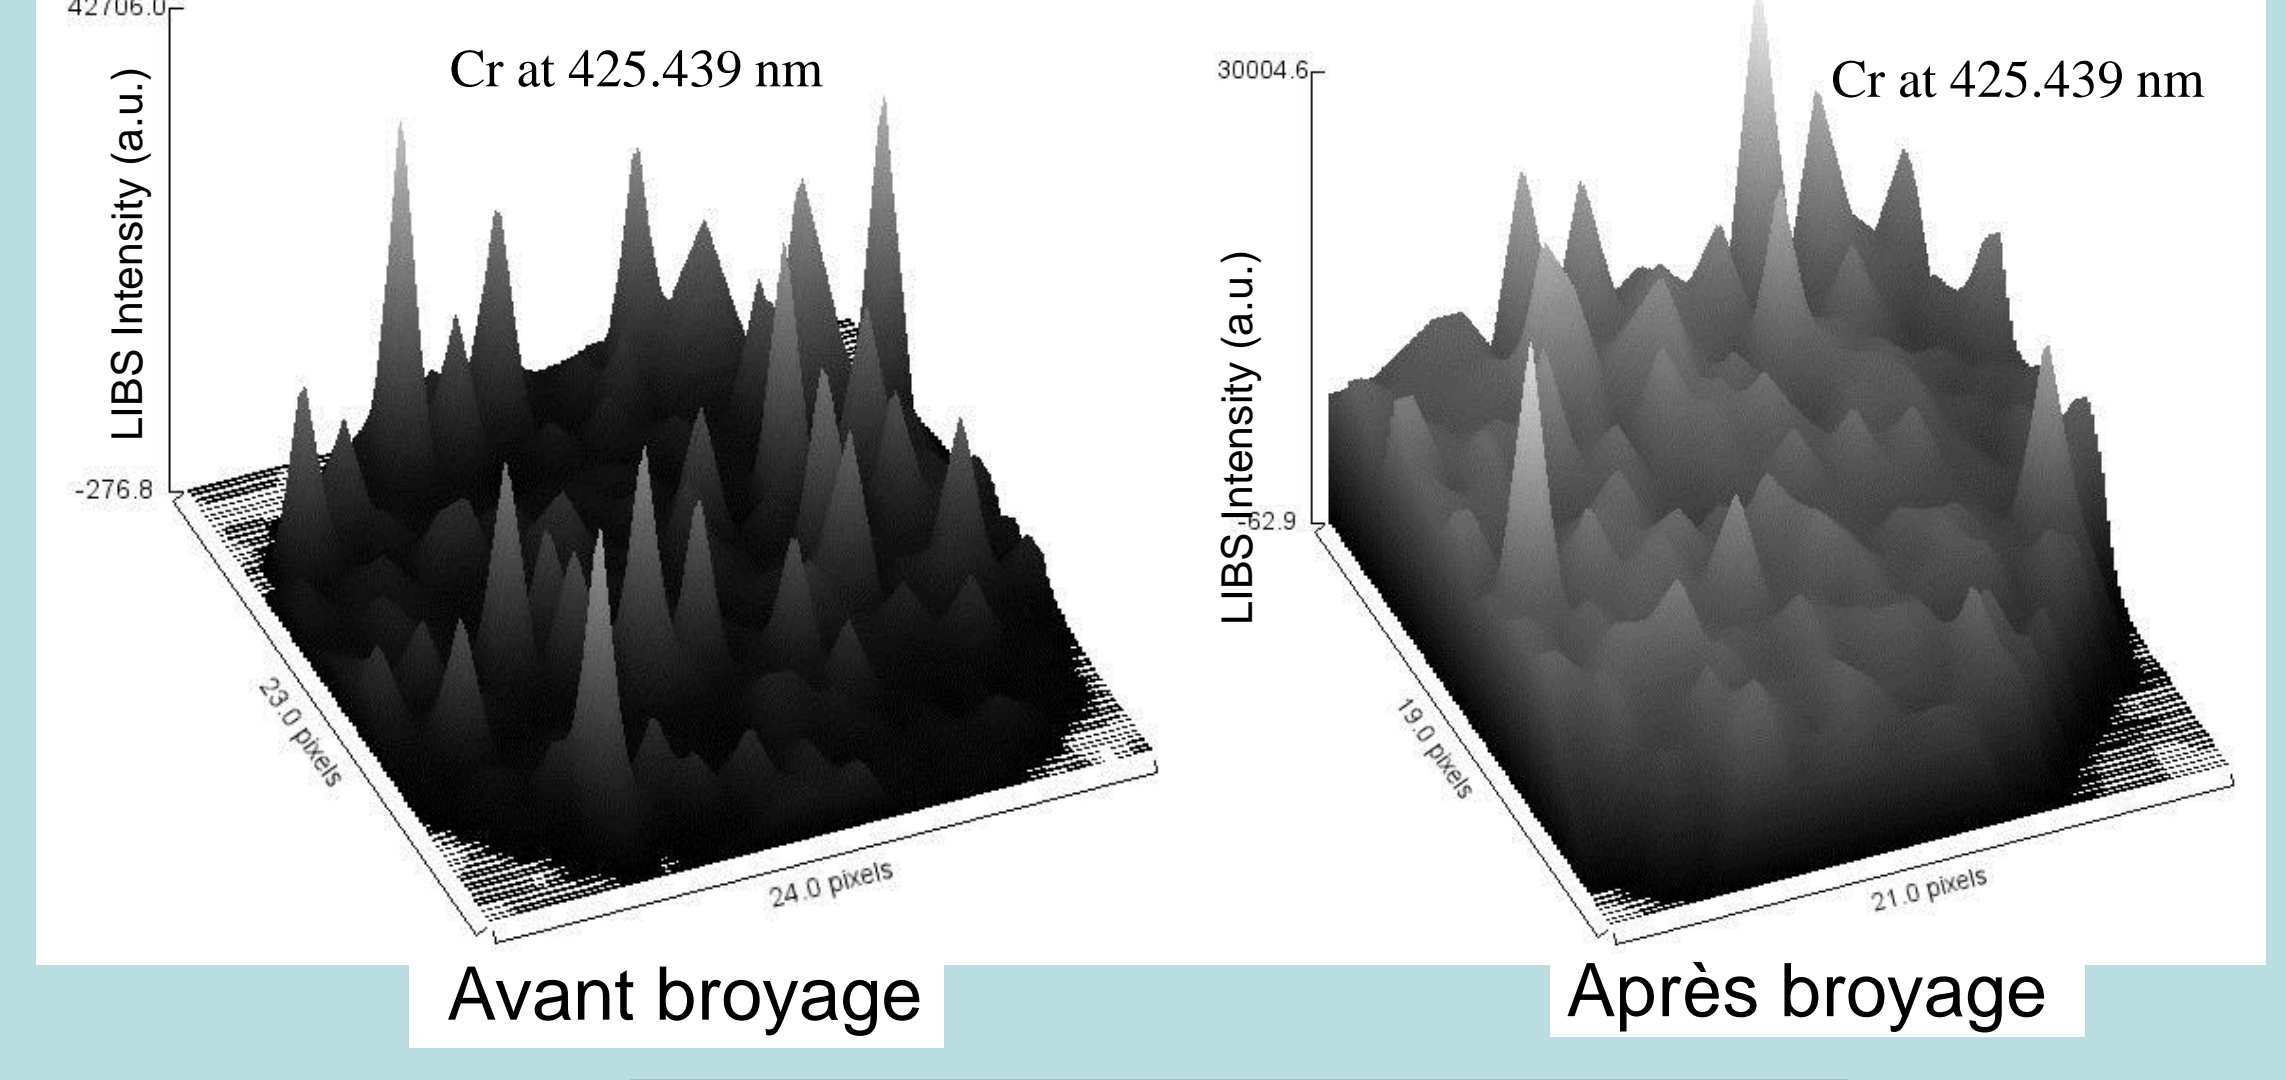 42706.0
Cr at 425.439 nm
LIBS Intensity (a.u.)
-276.8
23.0 pixels
24.0 pixels
Avant broyage
30004.6
Cr at 425.439 nm
LIBS Intensity (a.u.)
-62.9
19.0 pixels
21.0 pixels
Après broyage